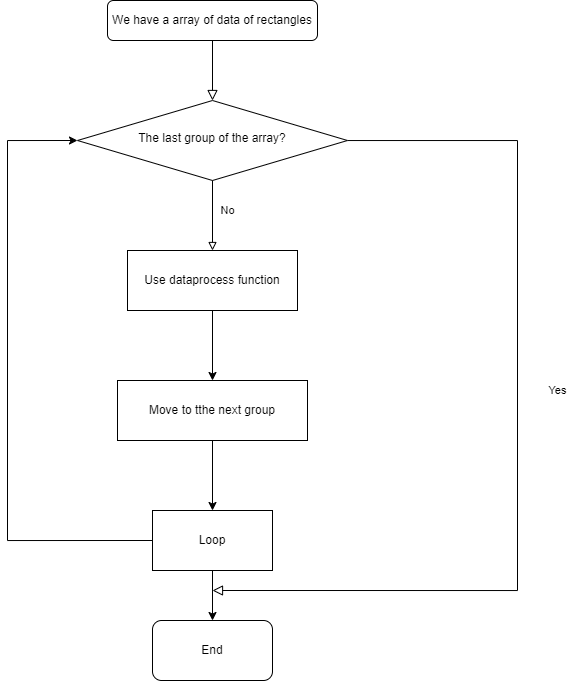 We have a array of data of rectangles
The last group of the array?
No
Use dataprocess function
Yes
Move to tthe next group
Loop
End